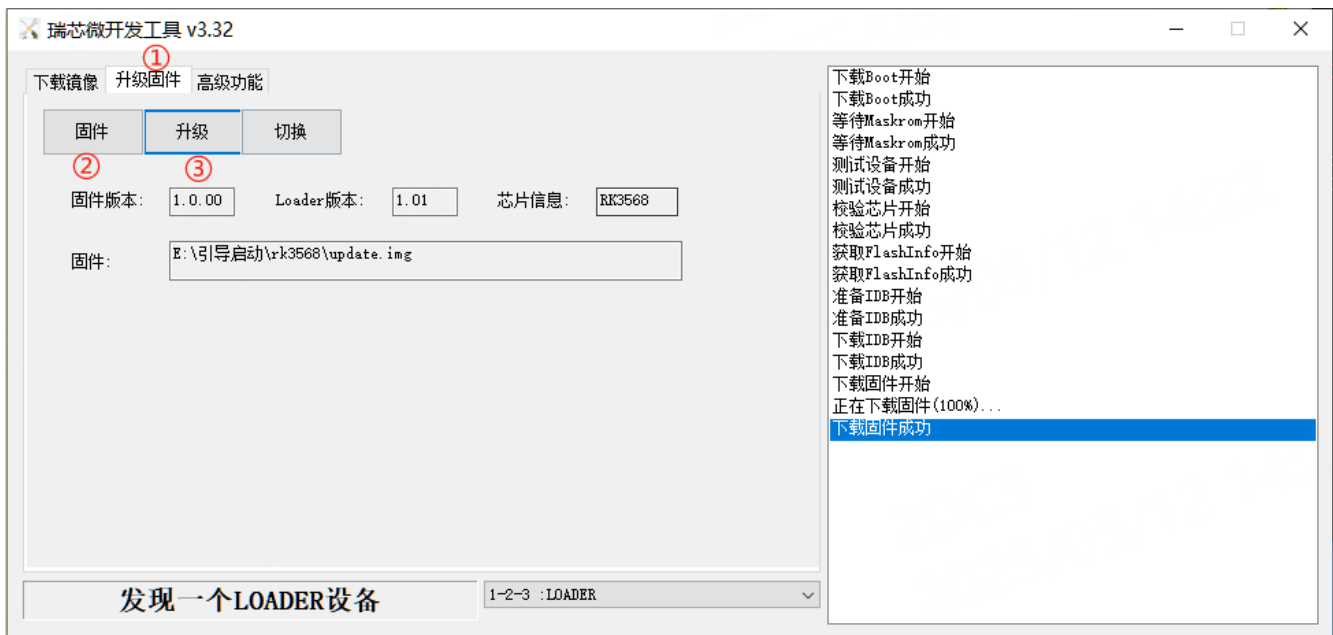 瑞芯微开发工具 v3.32
①
下载镜像 升级固件 高级功能
固件 升级 切换
② ③
固件版本: 1.0.00 Loader版本: 1.01 芯片信息: RK3568
固件: E:\引导启动\rk3568\update.img
发现一个LOADER设备 1-2-3 :LOADER
下载Boot开始
下载Boot成功
等待Maskrom开始
等待Maskrom成功
测试设备开始
测试设备成功
校验芯片开始
校验芯片成功
获取FlashInfo开始
获取FlashInfo成功
准备IDB开始
准备IDB成功
下载IDB开始
下载IDB成功
下载固件开始
正在下载固件(100%)...
下载固件成功
2DC3
2025/05/12 14:22
2DC3
2025/05/12 14